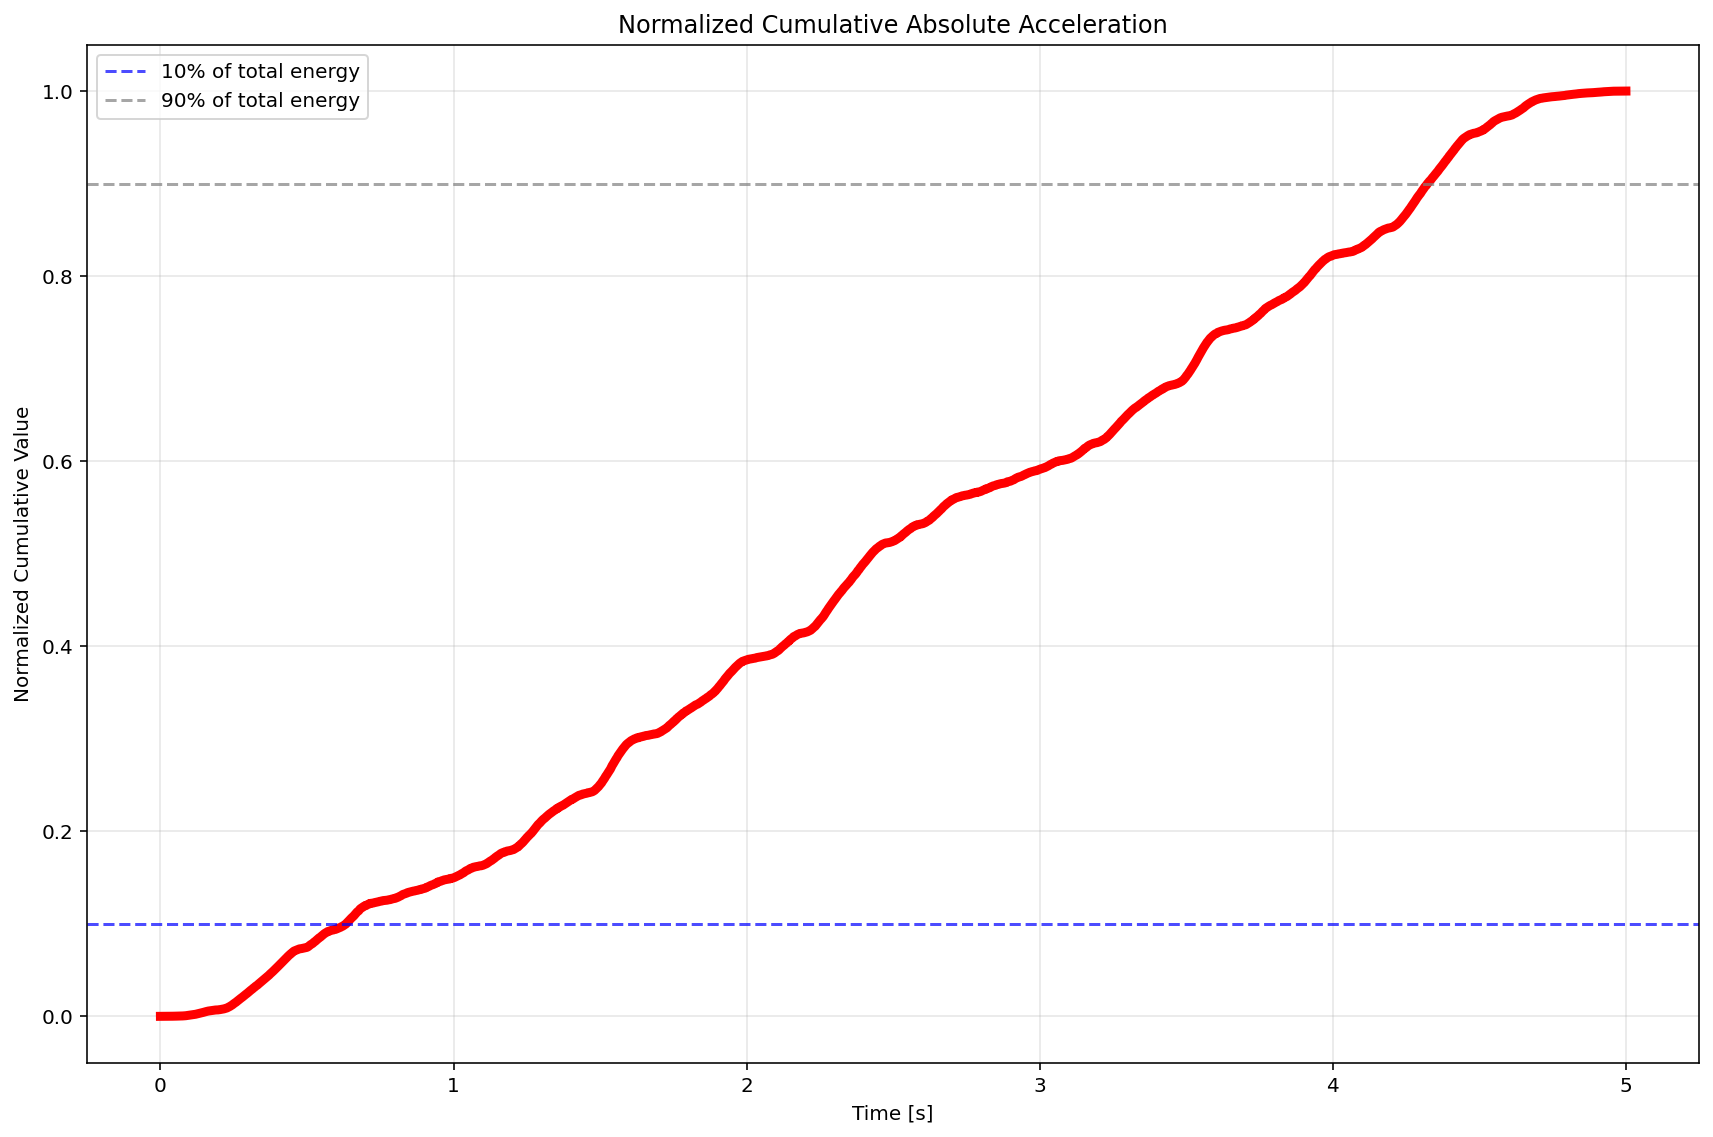 Normalized Cumulative Absolute Acceleration
10% of total energy
90% of total energy
1.0
0.8
0.6
0.4
0.2
0.0
Normalized Cumulative Value
0 1 2 3 4 5
Time [s]